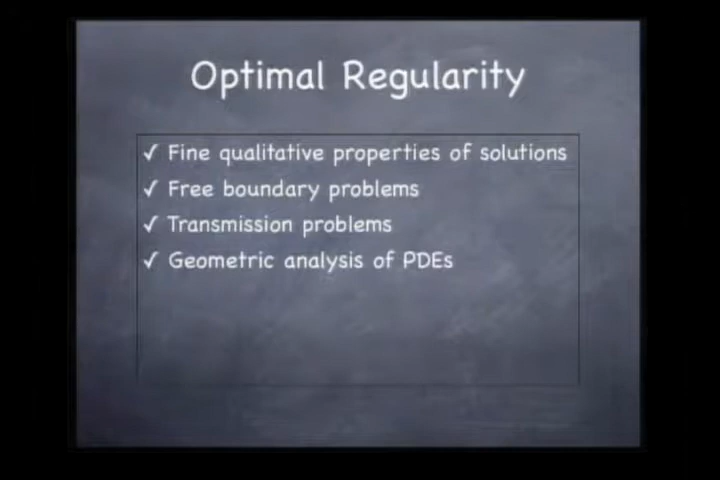 Optimal Regularity
✓ Fine qualitative properties of solutions
✓ Free boundary problems
✓ Transmission problems
✓ Geometric analysis of PDEs